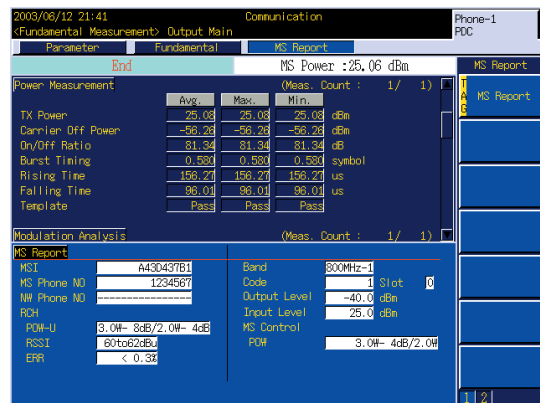 2003/06/12 21:41 Communication Phone-1
<Fundamental Measurement> Output Main PDC
Parameter Fundamental MS Report
End MS Power :25.06 dBm MS Report
Power Measurement (Meas. Count : 1/ 1) TAG MS Report
Avg. Max. Min.
TX Power 25.08 25.08 25.08 dBm
Carrier Off Power -56.26 -56.26 -56.26 dBm
On/Off Ratio 81.34 81.34 81.34 dB
Burst Timing 0.580 0.580 0.580 symbol
Rising Time 156.27 156.27 156.27 us
Falling Time 96.01 96.01 96.01 us
Template Pass Pass Pass
Modulation Analysis (Meas. Count : 1/ 1)
MS Report
MSI A43D437B1 Band 800MHz-1
MS Phone NO 1234567 Code 1 Slot 0
NW Phone NO ---------------- Output Level -40.0 dBm
RCH Input Level 25.0 dBm
POW-U 3.0W- 8dB/2.0W- 4dB MS Control
RSSI 60to62dBu POW 3.0W- 4dB/2.0W
ERR < 0.3%
1 2